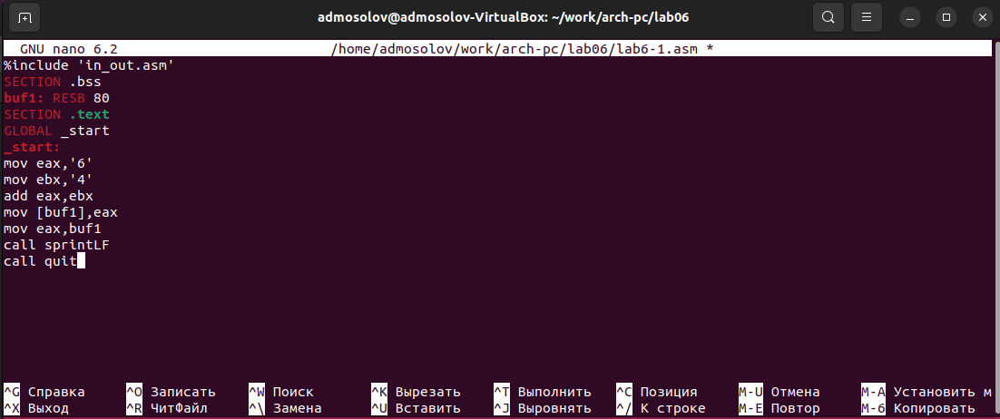 admosolov@admosolov-VirtualBox: ~/work/arch-pc/lab06
GNU nano 6.2 /home/admosolov/work/arch-pc/lab06/lab6-1.asm *
%include 'in_out.asm'
SECTION .bss
buf1: RESB 80
SECTION .text
GLOBAL _start
_start:
mov eax,'6'
mov ebx,'4'
add eax,ebx
mov [buf1],eax
mov eax,buf1
call sprintLF
call quit
^G Справка ^O Записать ^W Поиск ^K Вырезать ^T Выполнить ^C Позиция M-U Отмена M-A Установить м
^X Выход ^R ЧитФайл ^\ Замена ^U Вставить ^J Выровнять ^/ К строке M-E Повтор M-6 Копировать